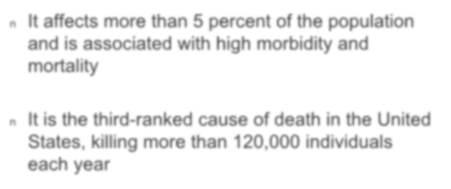 n It affects more than 5 percent of the population
and is associated with high morbidity and
mortality
n It is the third-ranked cause of death in the United
States, killing more than 120,000 individuals
each year